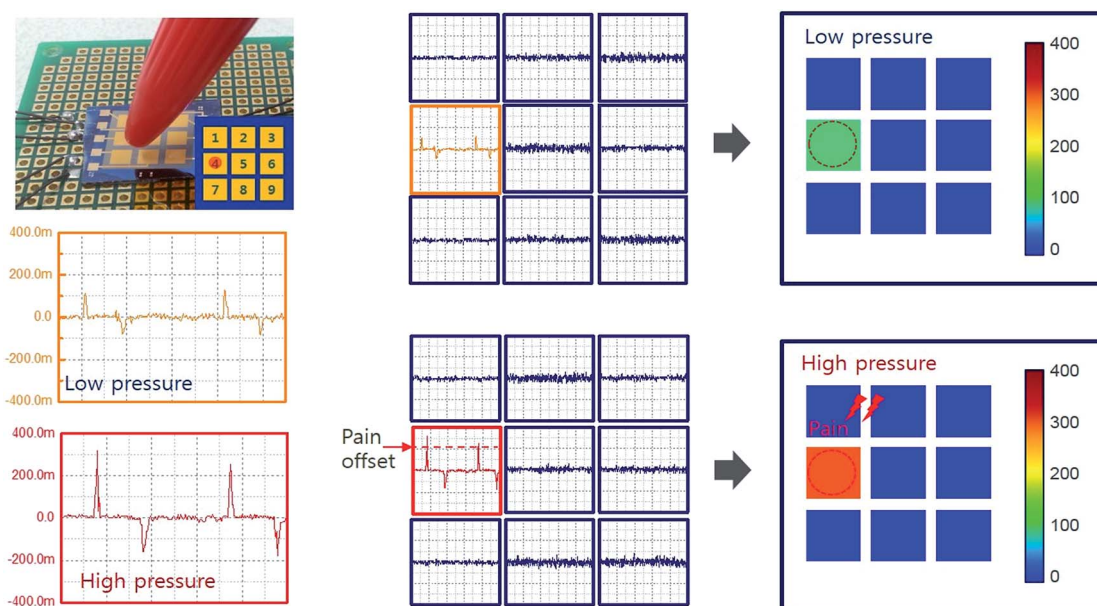 1 2 3
4 5 6
7 8 9
400.0m
200.0m
0.0
-200.0m
-400.0m
Low pressure
400.0m
200.0m
0.0
-200.0m
-400.0m
High pressure
Pain
offset
Low pressure
400
300
200
100
0
High pressure
Pain
400
300
200
100
0